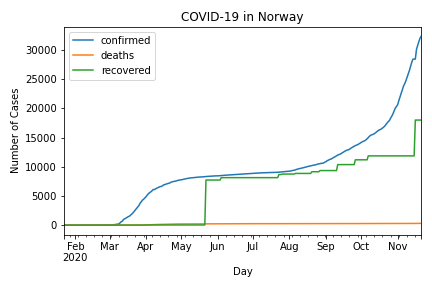 COVID-19 in Norway
confirmed
deaths
recovered
Number of Cases
30000
25000
20000
15000
10000
5000
0
Feb Mar Apr May Jun Jul Aug Sep Oct Nov
2020
Day